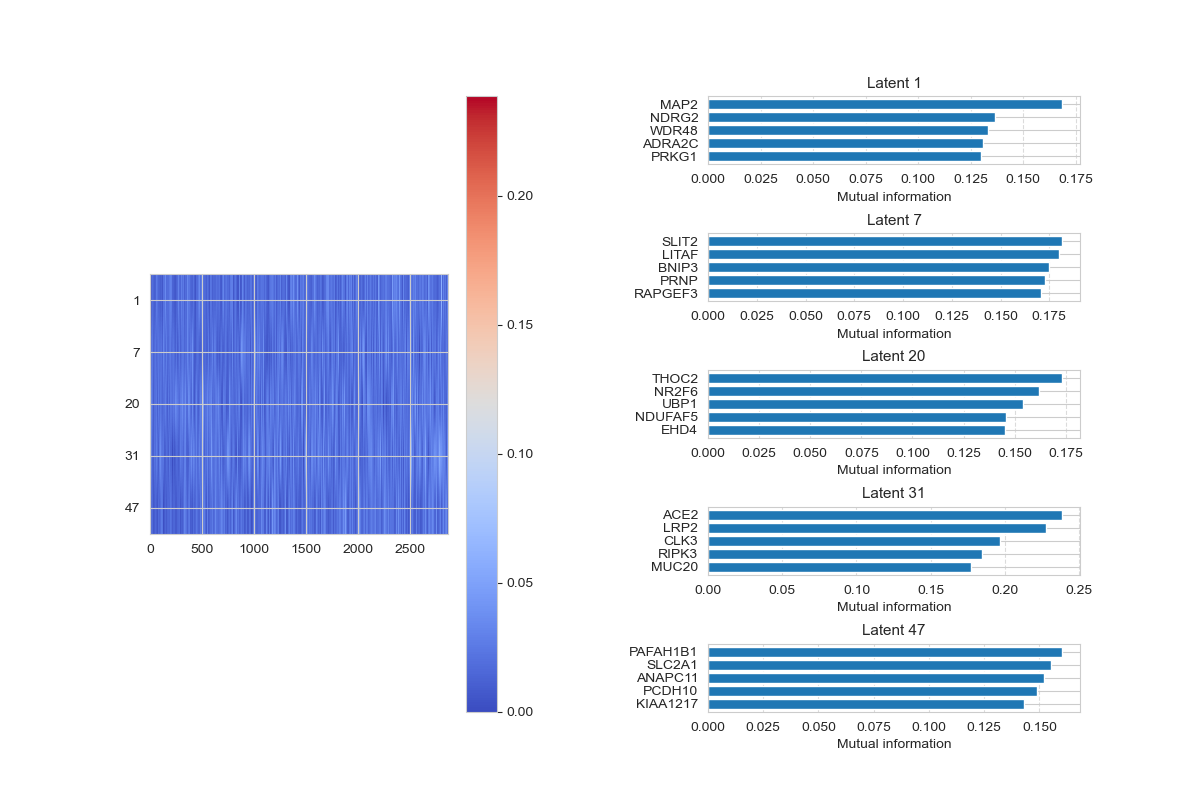 1
7
20
31
47
0 500 1000 1500 2000 2500
0.20
0.15
0.10
0.05
0.00
Latent 1
MAP2
NDRG2
WDR48
ADRA2C
PRKG1
0.000 0.025 0.050 0.075 0.100 0.125 0.150 0.175
Mutual information
Latent 7
SLIT2
LITAF
BNIP3
PRNP
RAPGEF3
0.000 0.025 0.050 0.075 0.100 0.125 0.150 0.175
Mutual information
Latent 20
THOC2
NR2F6
UBP1
NDUFAF5
EHD4
0.000 0.025 0.050 0.075 0.100 0.125 0.150 0.175
Mutual information
Latent 31
ACE2
LRP2
CLK3
RIPK3
MUC20
0.00 0.05 0.10 0.15 0.20 0.25
Mutual information
Latent 47
PAFAH1B1
SLC2A1
ANAPC11
PCDH10
KIAA1217
0.000 0.025 0.050 0.075 0.100 0.125 0.150
Mutual information